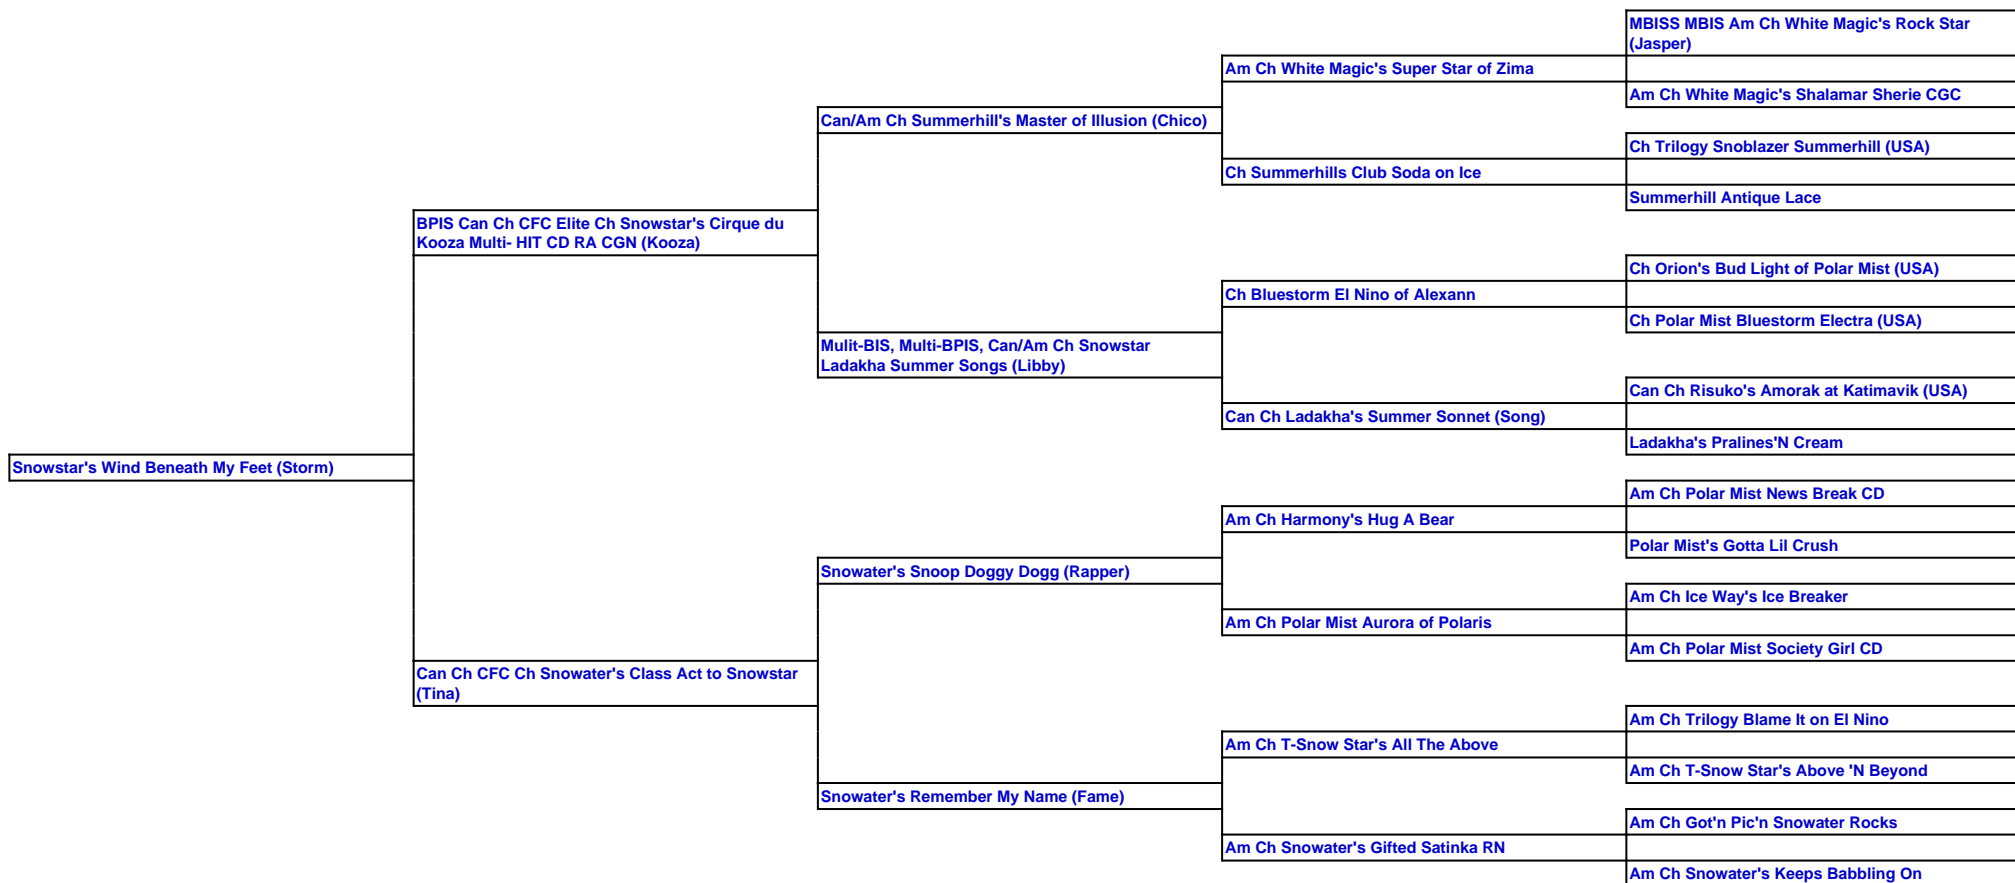 MBISS MBIS Am Ch White Magic's Rock Star
(Jasper)
Am Ch White Magic's Super Star of Zima
Am Ch White Magic's Shalamar Sherie CGC
Can/Am Ch Summerhill's Master of Illusion (Chico)
Ch Trilogy Snoblazer Summerhill (USA)
Ch Summerhills Club Soda on Ice
Summerhill Antique Lace
BPIS Can Ch CFC Elite Ch Snowstar's Cirque du
Kooza Multi- HIT CD RA CGN (Kooza)
Ch Orion's Bud Light of Polar Mist (USA)
Ch Bluestorm El Nino of Alexann
Ch Polar Mist Bluestorm Electra (USA)
Mulit-BIS, Multi-BPIS, Can/Am Ch Snowstar
Ladakha Summer Songs (Libby)
Can Ch Risuko's Amorak at Katimavik (USA)
Can Ch Ladakha's Summer Sonnet (Song)
Ladakha's Pralines'N Cream
Snowstar's Wind Beneath My Feet (Storm)
Am Ch Polar Mist News Break CD
Am Ch Harmony's Hug A Bear
Polar Mist's Gotta Lil Crush
Snowater's Snoop Doggy Dogg (Rapper)
Am Ch Ice Way's Ice Breaker
Am Ch Polar Mist Aurora of Polaris
Am Ch Polar Mist Society Girl CD
Can Ch CFC Ch Snowater's Class Act to Snowstar
(Tina)
Am Ch Trilogy Blame It on El Nino
Am Ch T-Snow Star's All The Above
Am Ch T-Snow Star's Above 'N Beyond
Snowater's Remember My Name (Fame)
Am Ch Got'n Pic'n Snowater Rocks
Am Ch Snowater's Gifted Satinka RN
Am Ch Snowater's Keeps Babbling On